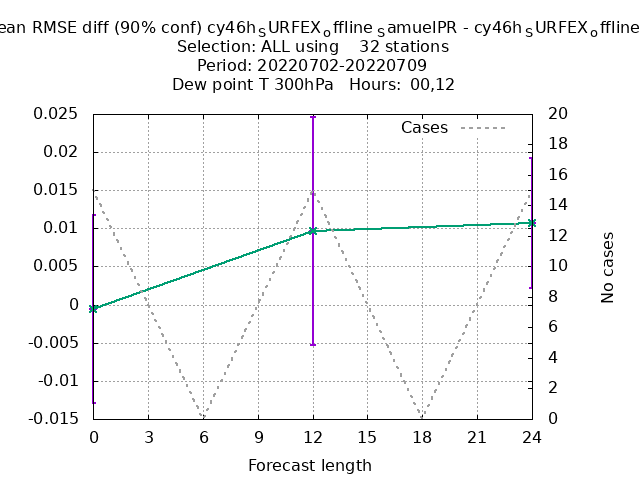 ean RMSE diff (90% conf) cy46hSURFEXoffline SamuelPR - cy46hSURFEXoffline
Selection: ALL using 32 stations
Period: 20220702-20220709
Dew point T 300hPa Hours: 00,12
Cases
0.025
0.02
0.015
0.01
0.005
0
-0.005
-0.01
-0.015
20
18
16
14
12
10
8
6
4
2
0
No cases
0 3 6 9 12 15 18 21 24
Forecast length